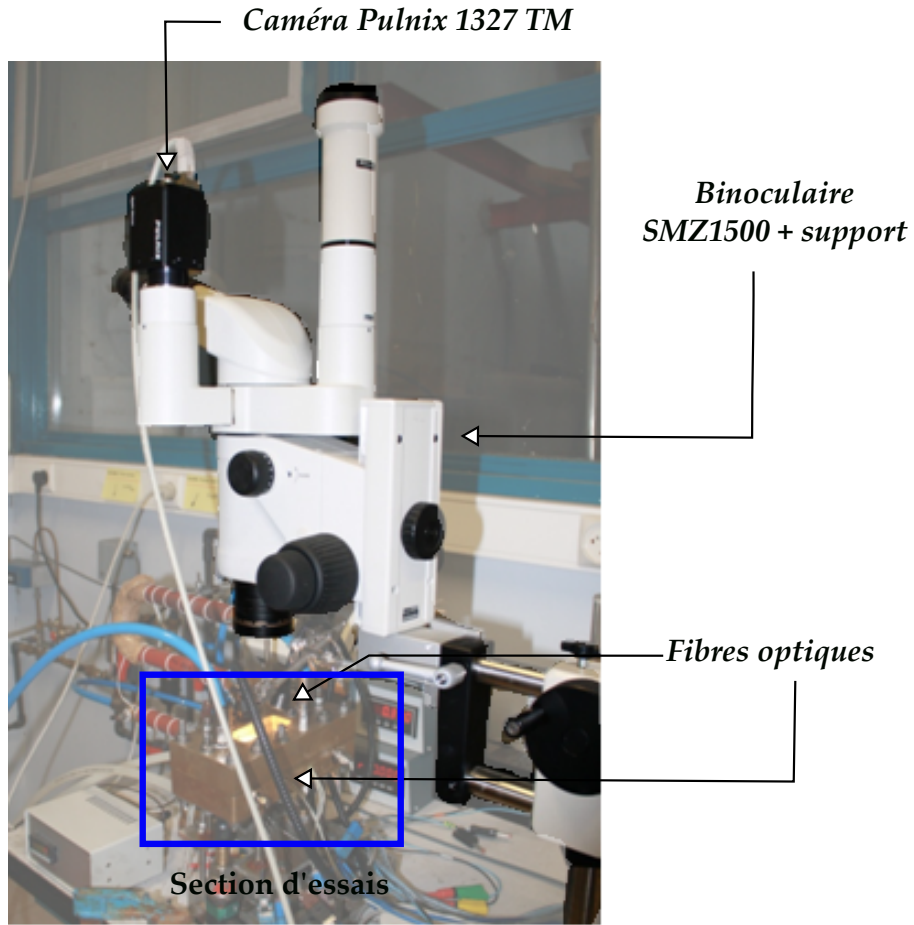 Caméra Pulnix 1327 TM
Binoculaire
SMZ1500 + support
Fibres optiques
Section d'essais